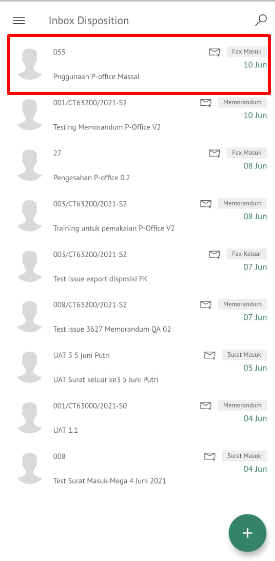 Inbox Disposition
055
Fax Masuk
10 Jun
Pnggunaan P-office Massal
001/CT63200/2021-S2
Memorandum
10 Jun
Testing Memorandum P-Office V2
27
Fax Masuk
08 Jun
Pengesahan P-office 0.2
003/CT63200/2021-S2
Memorandum
08 Jun
Training untuk pemakaian P-Office V2
003/CT63200/2021-S2
Fax Keluar
07 Jun
Test issue export disposisi FK
008/CT63200/2021-S2
Memorandum
07 Jun
Test issue 3627 Memorandum QA 02
UAT 3 5 juni Putri
Surat Masuk
05 Jun
UAT Surat keluar ke3 5 Juni Putri
001/CT63000/2021-S0
Memorandum
04 Jun
UAT 1.1
008
Surat Masuk
04 Jun
Test Surat Masuk-Mega 4 Juni 2021